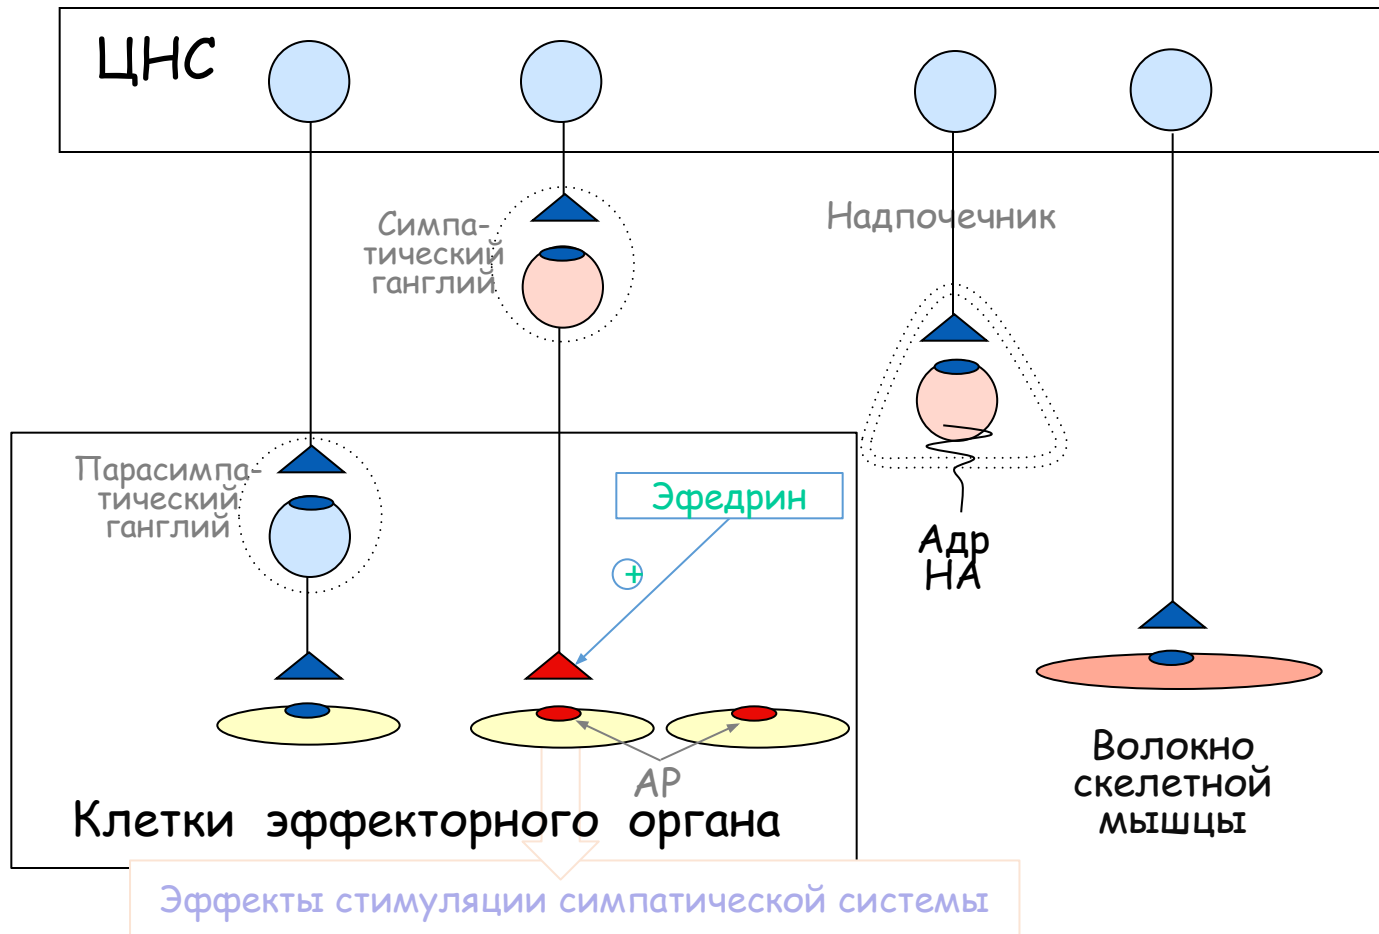 ЦНС
Симпа-
тический
ганглий
Надпочечник
Парасимпа-
тический
ганглий
Эфедрин
+
Адр
НА
АР
Волокно
скелетной
мышцы
Клетки эффекторного органа
Эффекты стимуляции симпатической системы